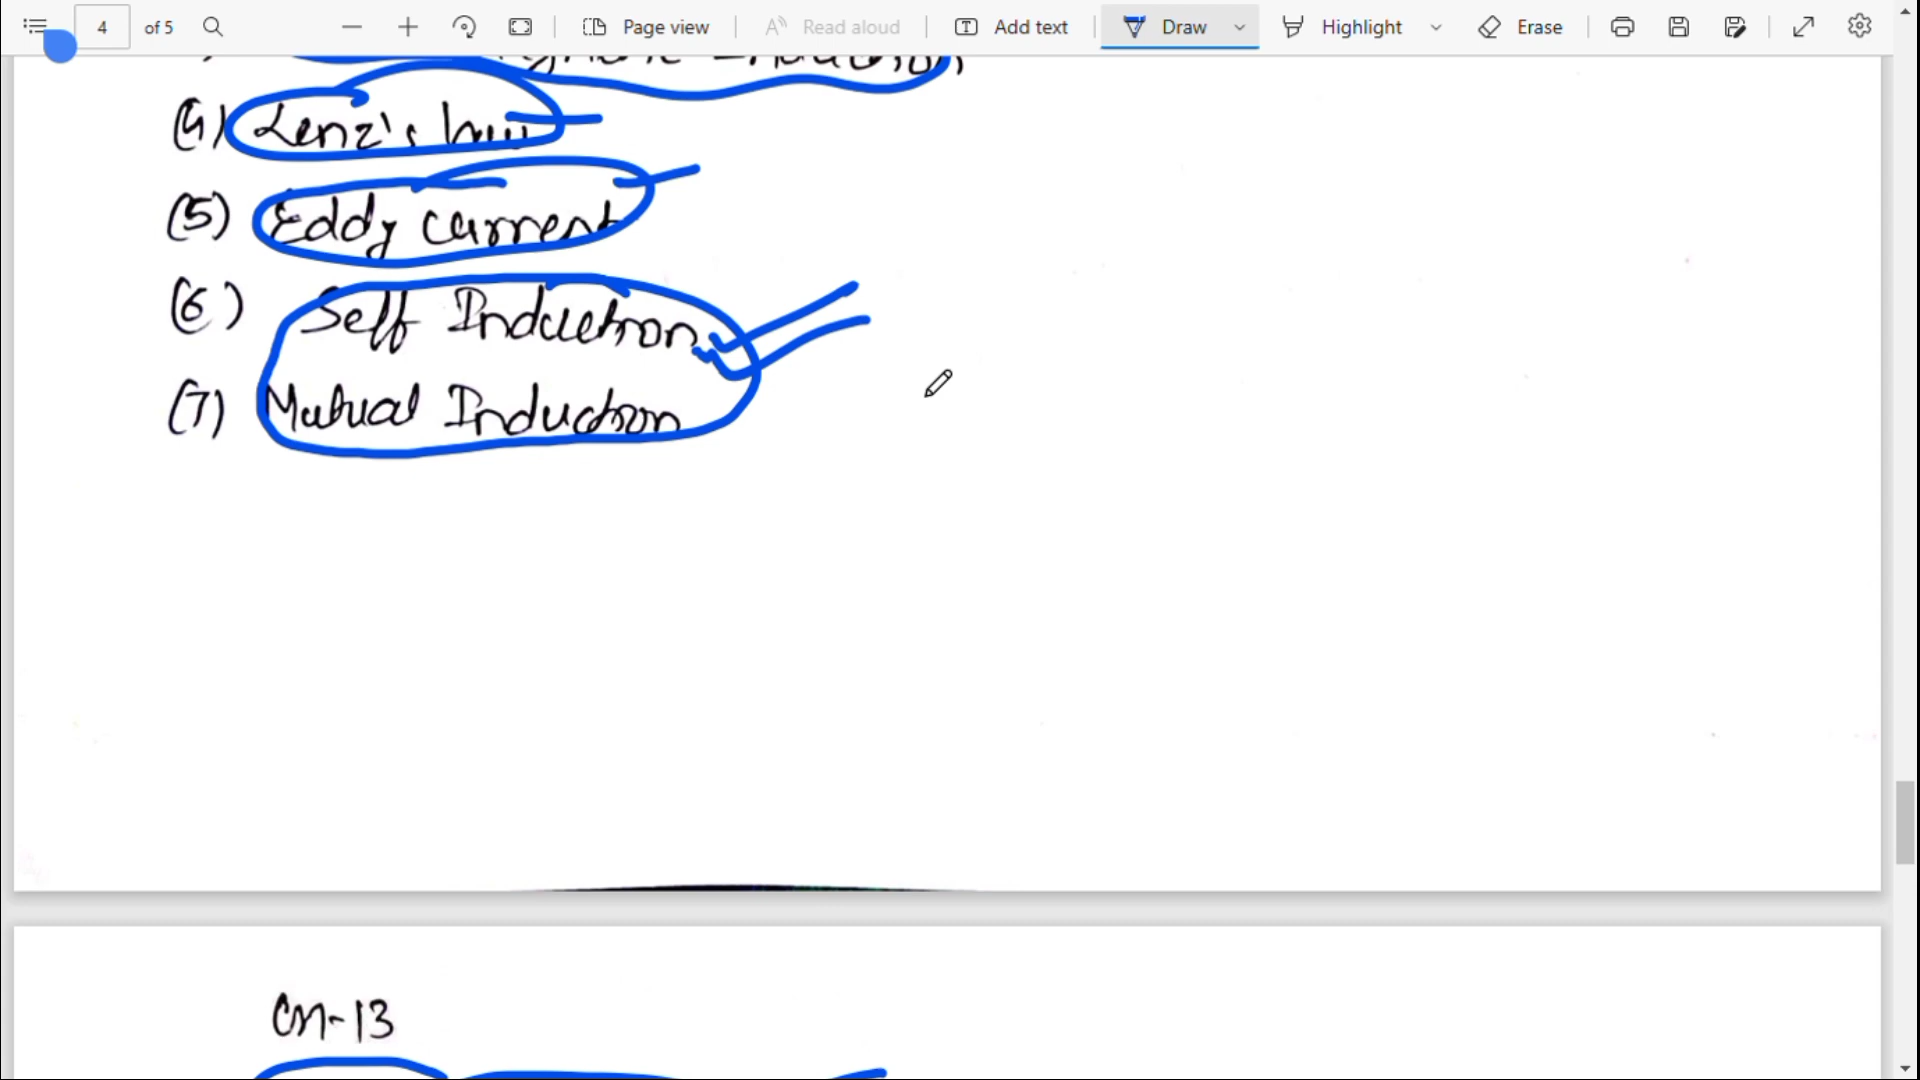 4 of 5 Page view Read aloud Add text Draw Highlight Erase
Induction
(4) Lenz's law
(5) Eddy current
(6) Self Induction
(7) Mutual Induction
Ch-13